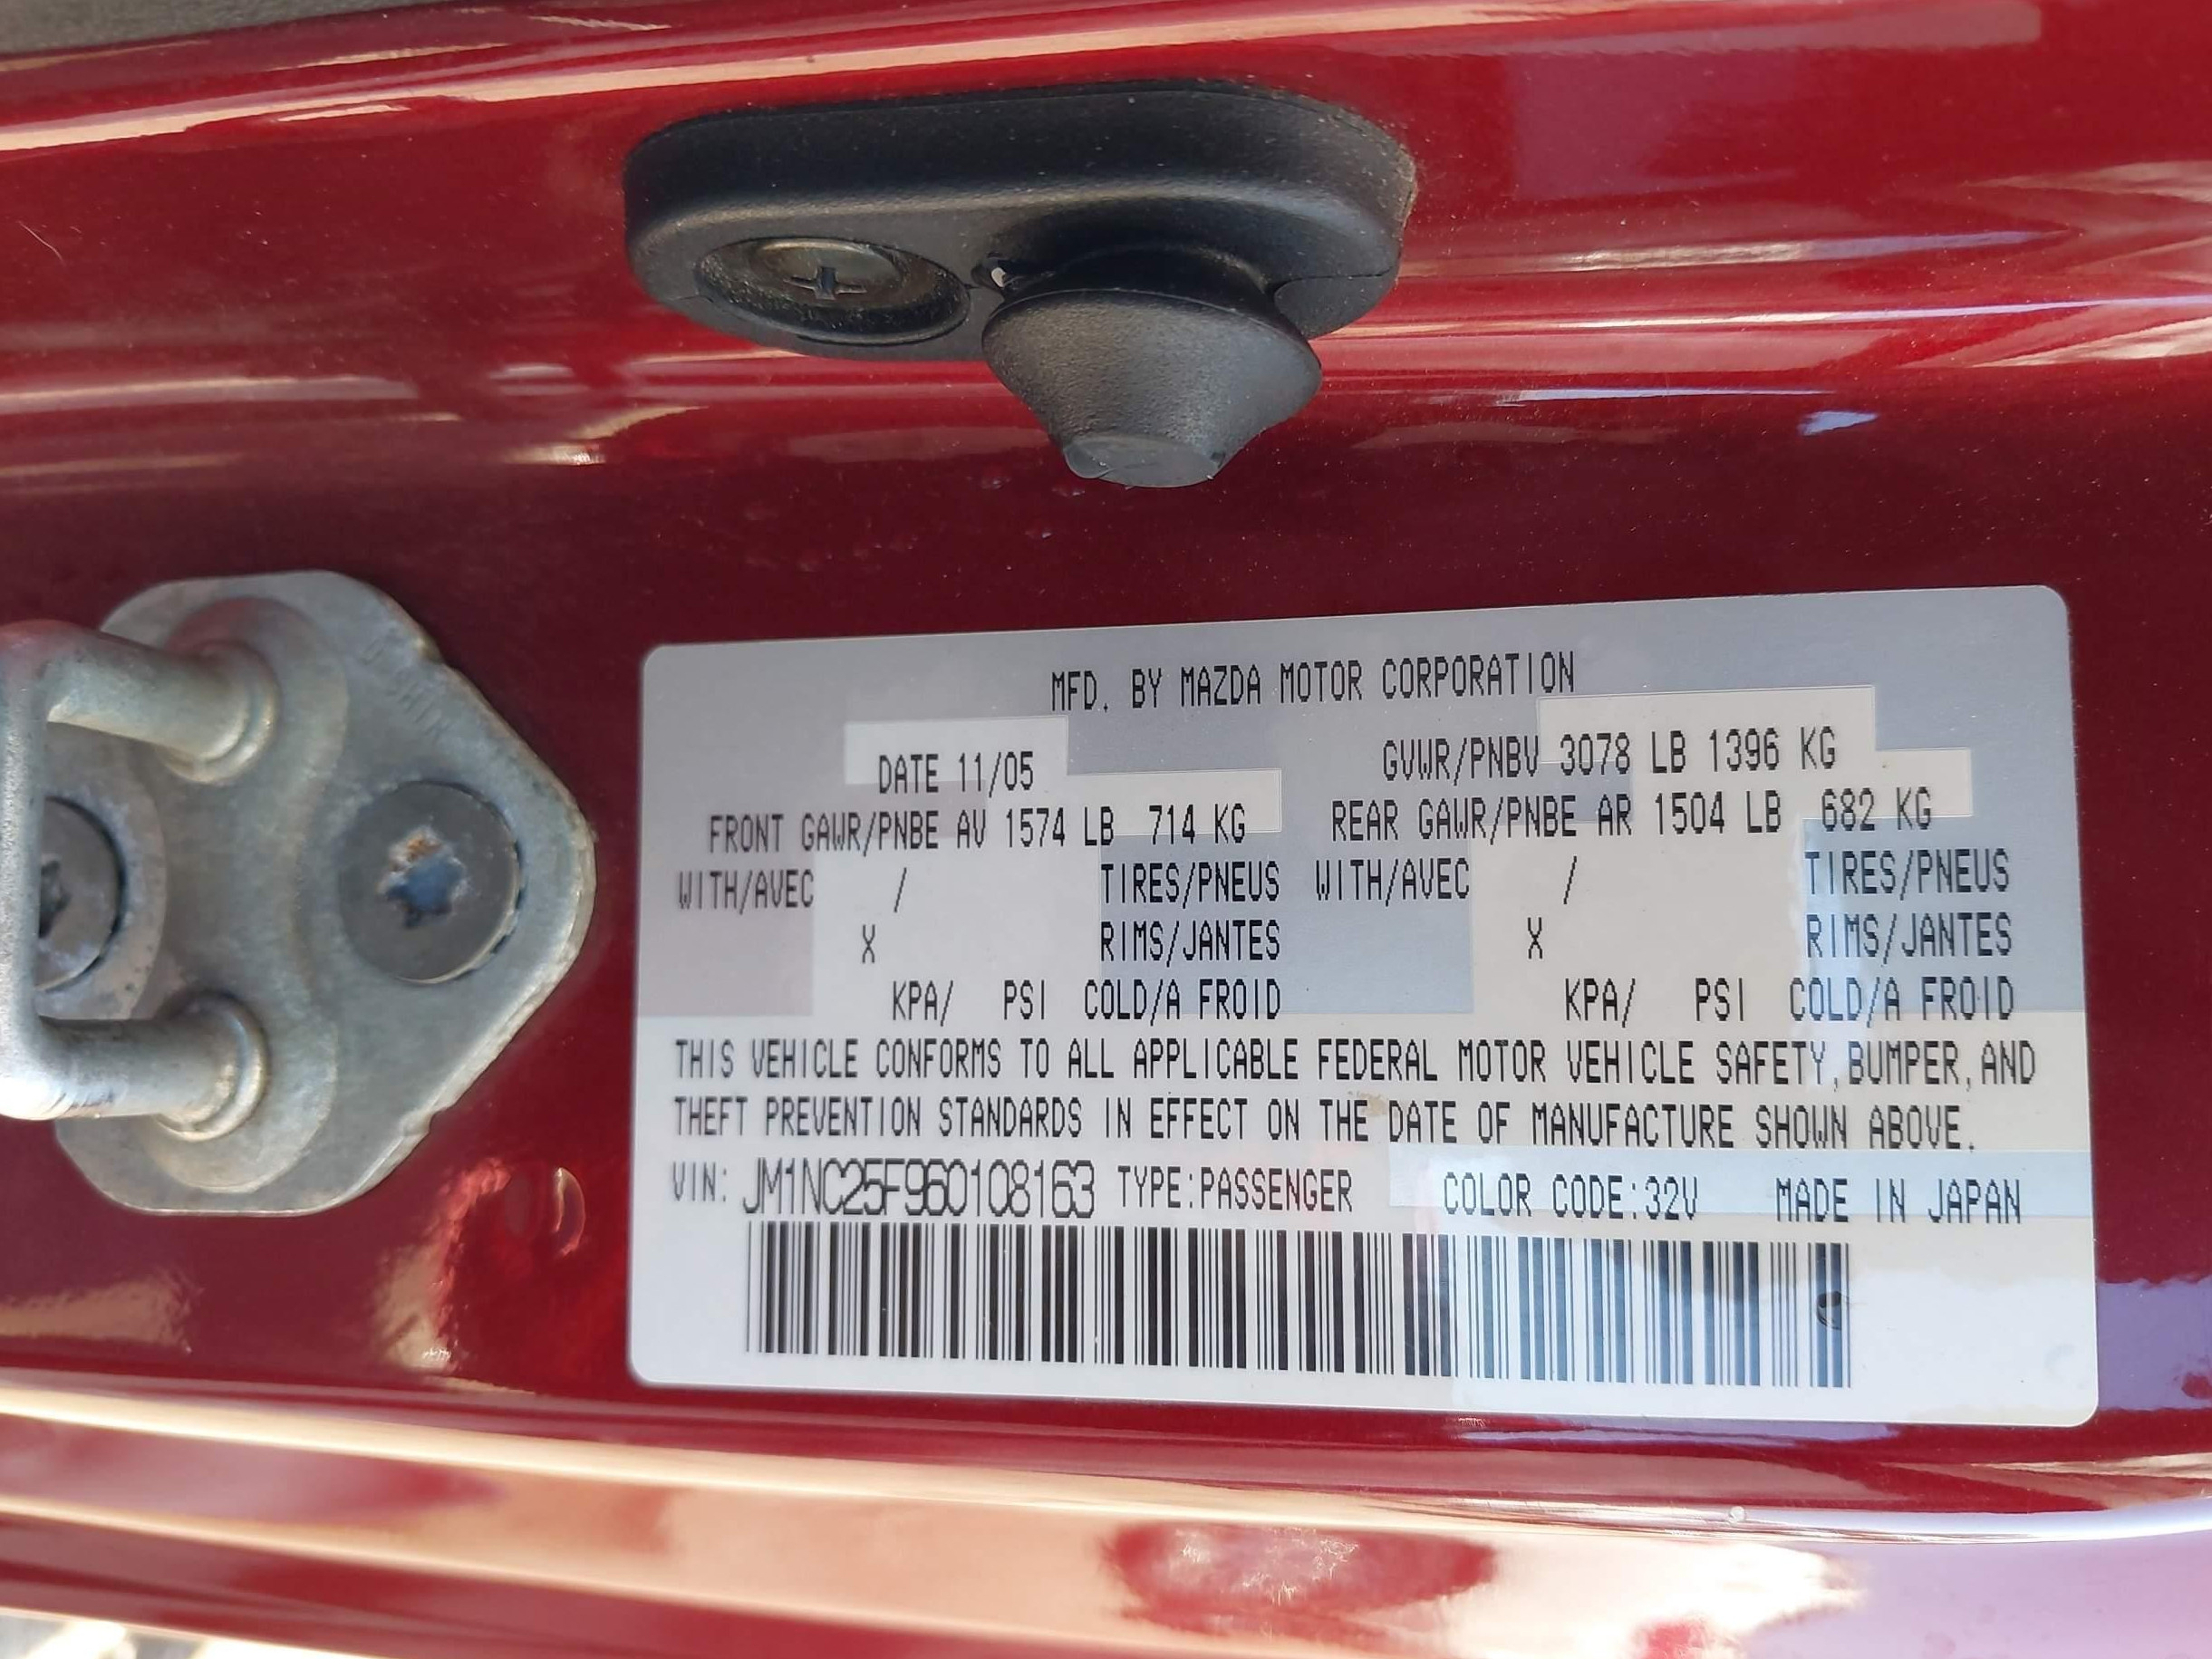 MFD. BY MAZDA MOTOR CORPORATION
DATE 11/05 GVWR/PNBV 3078 LB 1396 KG
FRONT GAWR/PNBE AV 1574 LB 714 KG REAR GAWR/PNBE AR 1504 LB 682 KG
WITH/AVEC / TIRES/PNEUS WITH/AVEC / TIRES/PNEUS
X RIMS/JANTES X RIMS/JANTES
KPA/ PSI COLD/A FROID KPA/ PSI COLD/A FROID
THIS VEHICLE CONFORMS TO ALL APPLICABLE FEDERAL MOTOR VEHICLE SAFETY, BUMPER, AND
THEFT PREVENTION STANDARDS IN EFFECT ON THE DATE OF MANUFACTURE SHOWN ABOVE.
VIN: JM1NC25F960108163 TYPE:PASSENGER COLOR CODE:32V MADE IN JAPAN